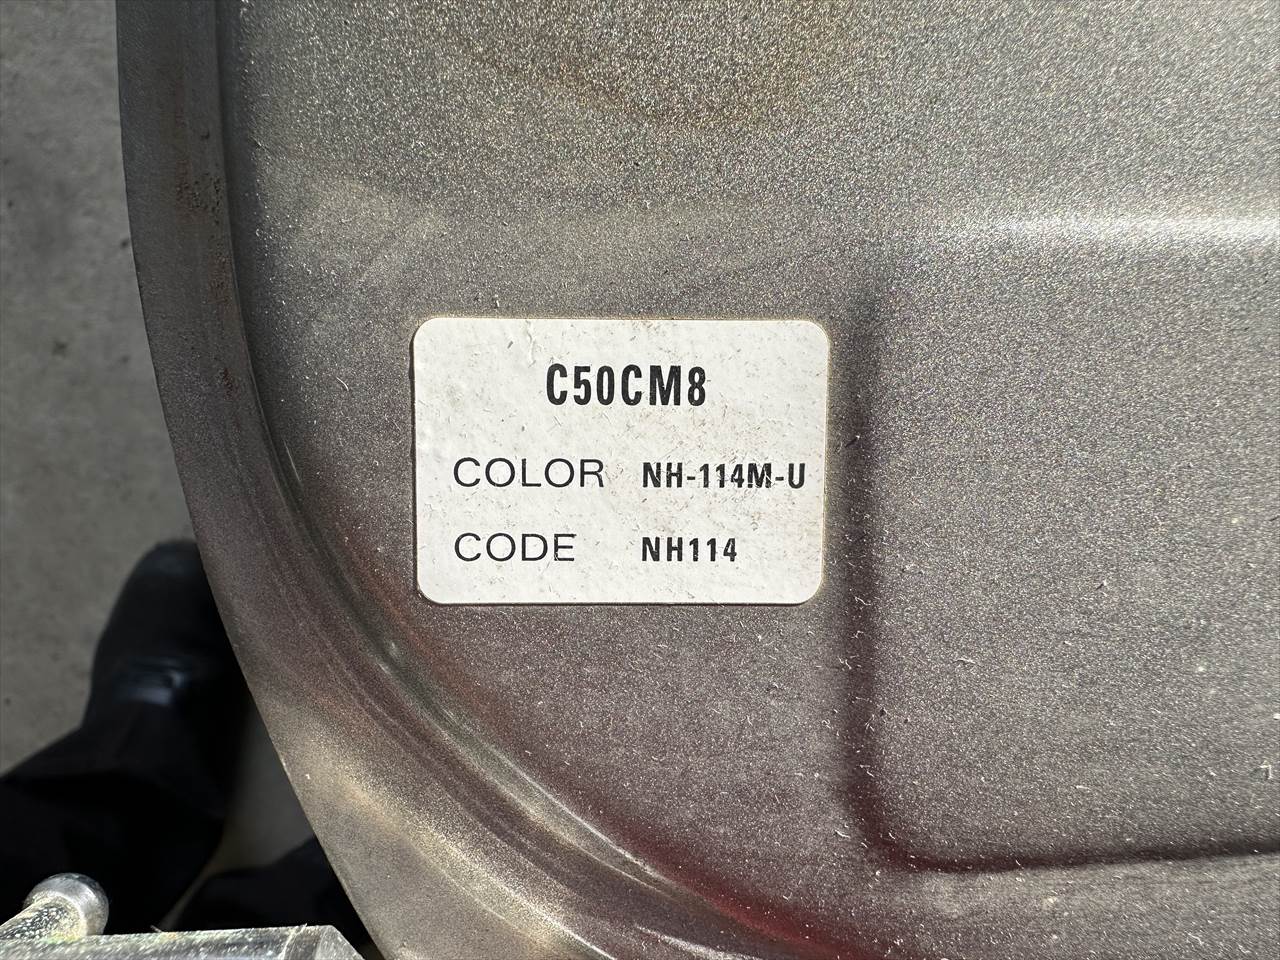 C50CM8
COLOR NH-114M-U
CODE NH114